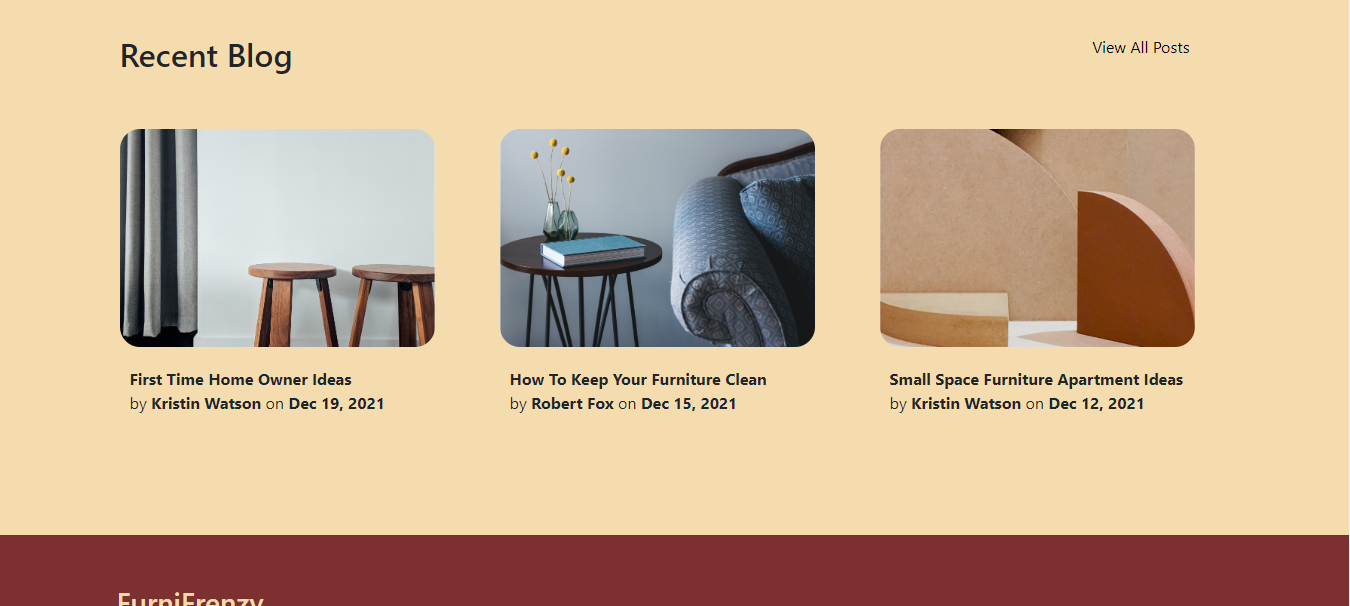 Recent Blog
View All Posts
First Time Home Owner Ideas
by Kristin Watson on Dec 19, 2021
How To Keep Your Furniture Clean
by Robert Fox on Dec 15, 2021
Small Space Furniture Apartment Ideas
by Kristin Watson on Dec 12, 2021
FurniFrenzy